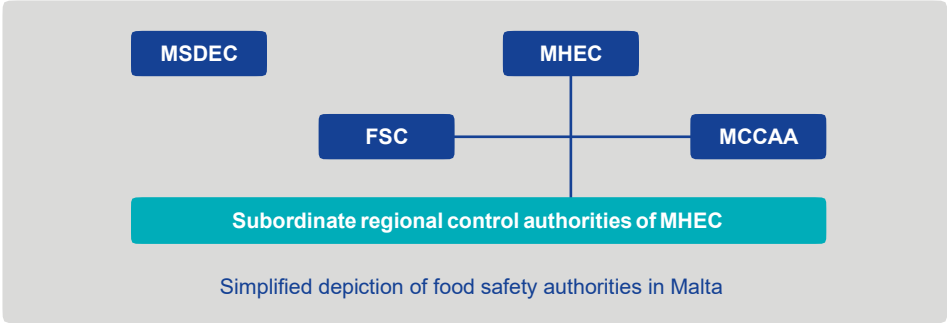 MSDEC
MHEC
FSC
MCCAA
Subordinate regional control authorities of MHEC
Simplified depiction of food safety authorities in Malta